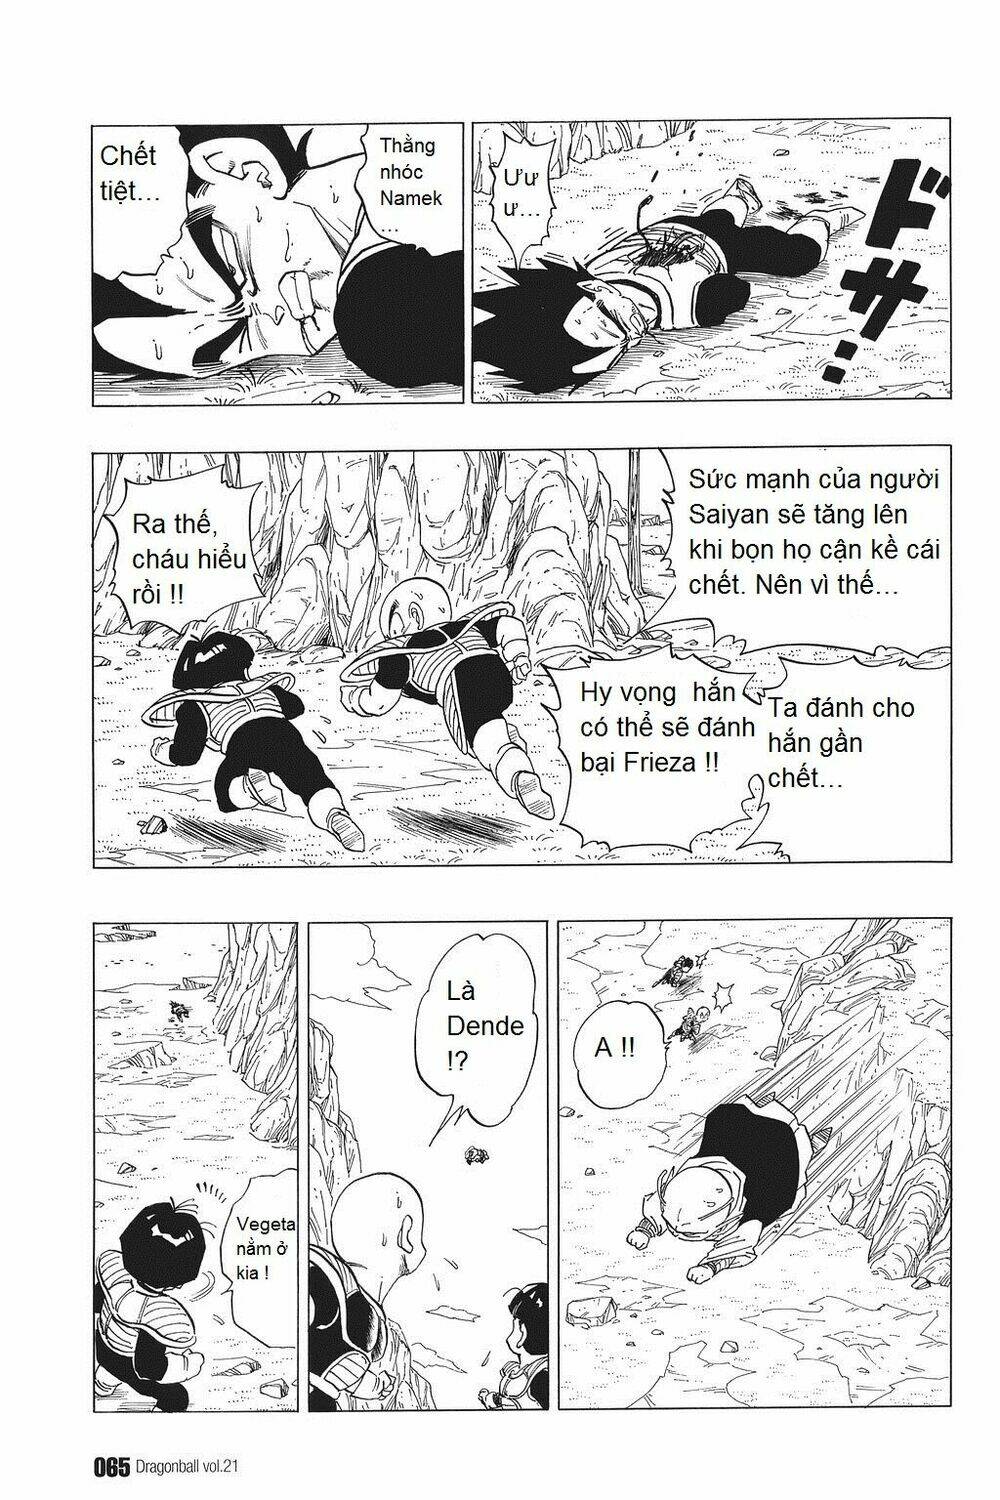 Ưư
ư...
ドサ.
Thằng
nhóc
Namek
...
Chết
tiệt...
Sức mạnh của người
Saiyan sẽ tăng lên
khi bọn họ cận kề cái
chết. Nên vì thế...
Ta đánh cho
hắn gần
chết...
Hy vọng hắn
có thể sẽ đánh
bại Frieza !!
Ra thế,
cháu hiểu
rồi !!
A !!
Là
Dende
!?
Vegeta
nằm ở
kia !
065 Dragonball vol.21